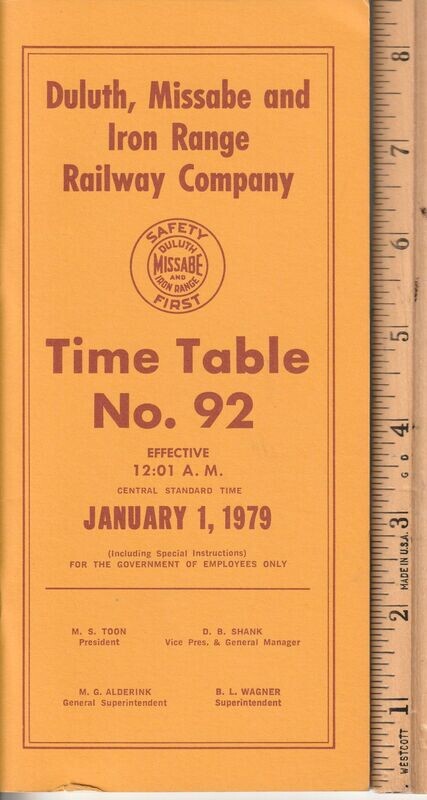 Duluth, Missabe and
Iron Range
Railway Company
SAFETY
DULUTH
MISSABE
AND
IRON RANGE
FIRST
Time Table
No. 92
EFFECTIVE
12:01 A. M.
CENTRAL STANDARD TIME
JANUARY 1, 1979
(Including Special Instructions)
FOR THE GOVERNMENT OF EMPLOYEES ONLY
M. S. TOON
President
D. B. SHANK
Vice Pres. & General Manager
M. G. ALDERINK
General Superintendent
B. L. WAGNER
Superintendent
8
7
6
5
4
G D
3
MADE IN U.S.A.
2
1
WESTCOTT